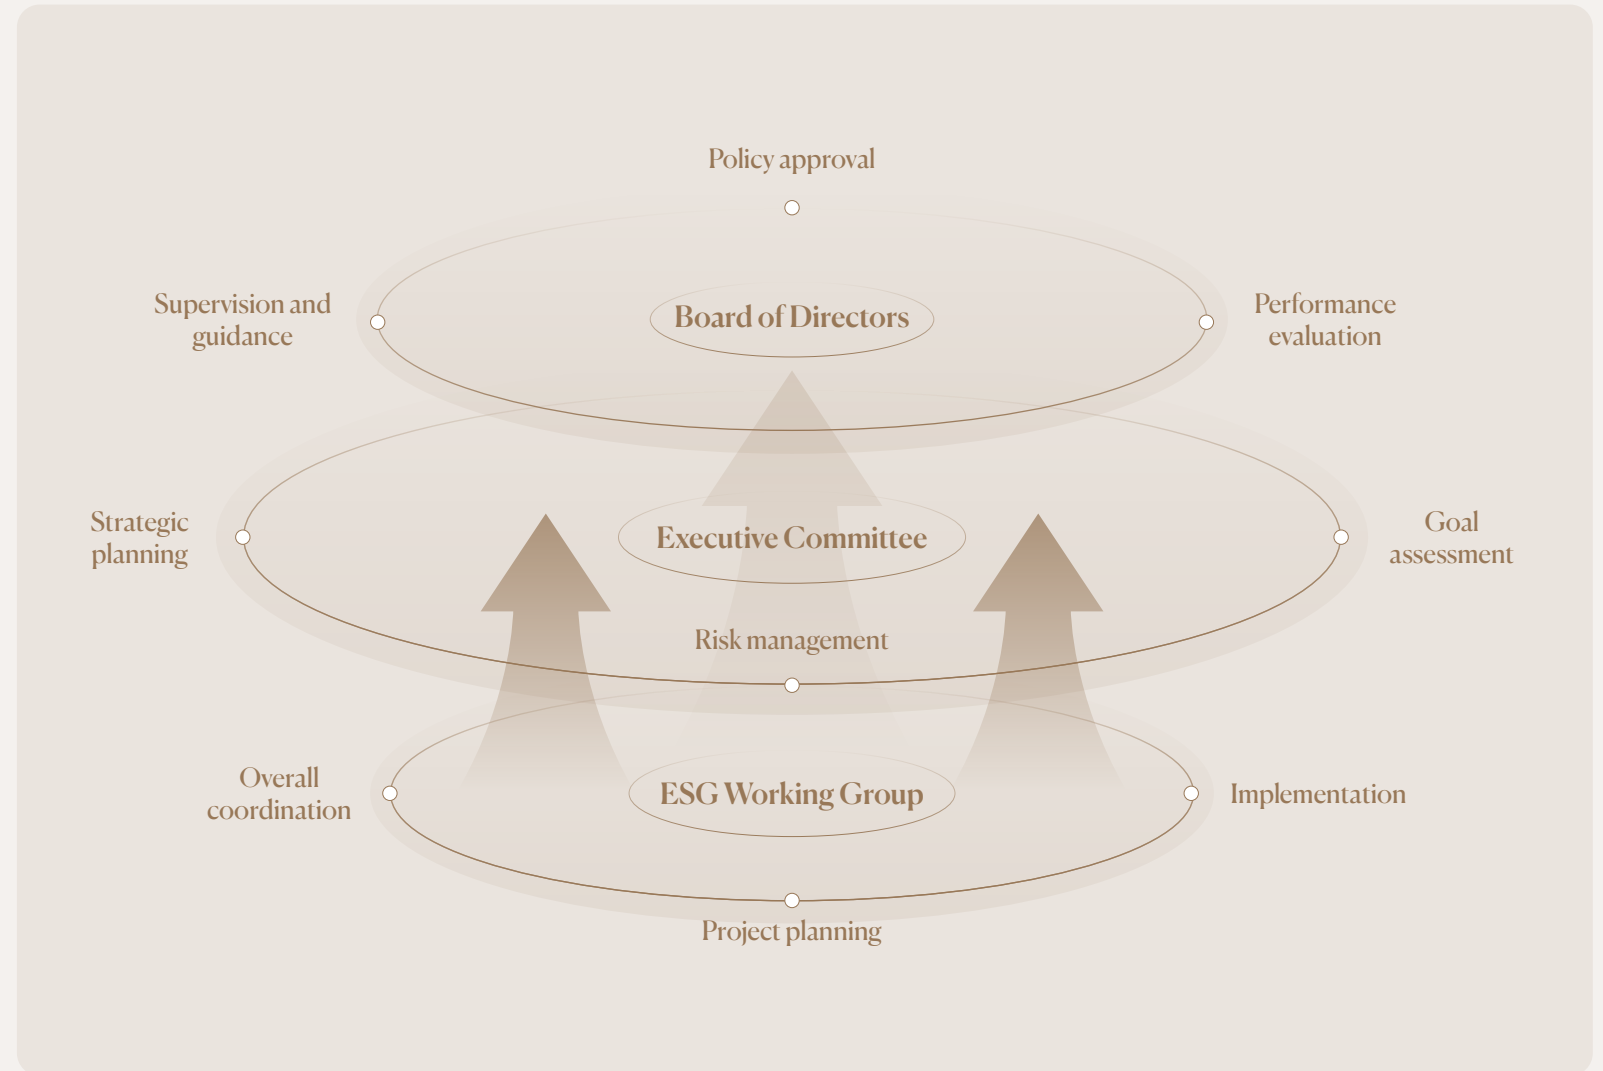 Policy approval
Supervision and
guidance
Board of Directors
Performance
evaluation
Strategic
planning
Executive Committee
Goal
assessment
Risk management
Overall
coordination
ESG Working Group
Implementation
Project planning